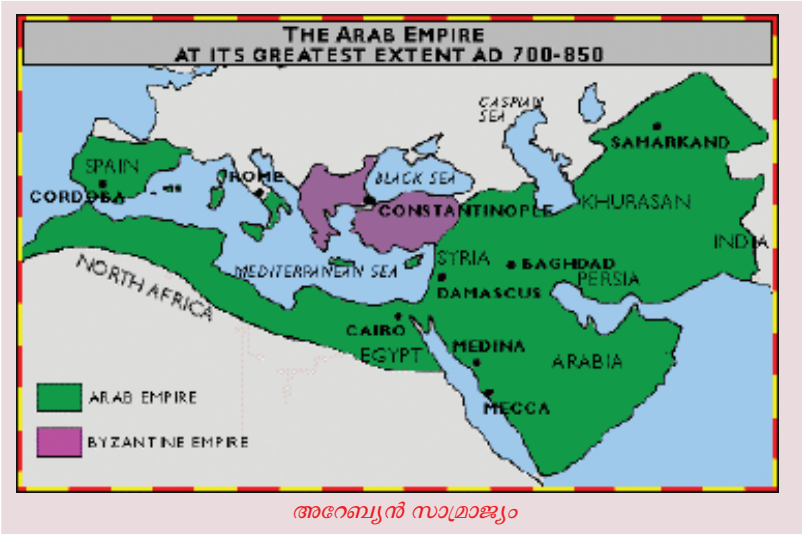 THE ARAB EMPIRE
AT ITS GREATEST EXTENT AD 700-850
CASPIAN
SEA
SAMARKAND
SPAIN
ROME
BLACK SEA
CORDOBA
CONSTANTINOPLE
KHURASAN
INDIA
SYRIA
BAGHDAD
NORTH AFRICA
MEDITERRANEAN SEA
PERSIA
DAMASCUS
CAIRO
EGYPT
MEDINA
ARABIA
MECCA
ARAB EMPIRE
BYZANTINE EMPIRE
അറേബ്യൻ സാമ്രാജ്യം